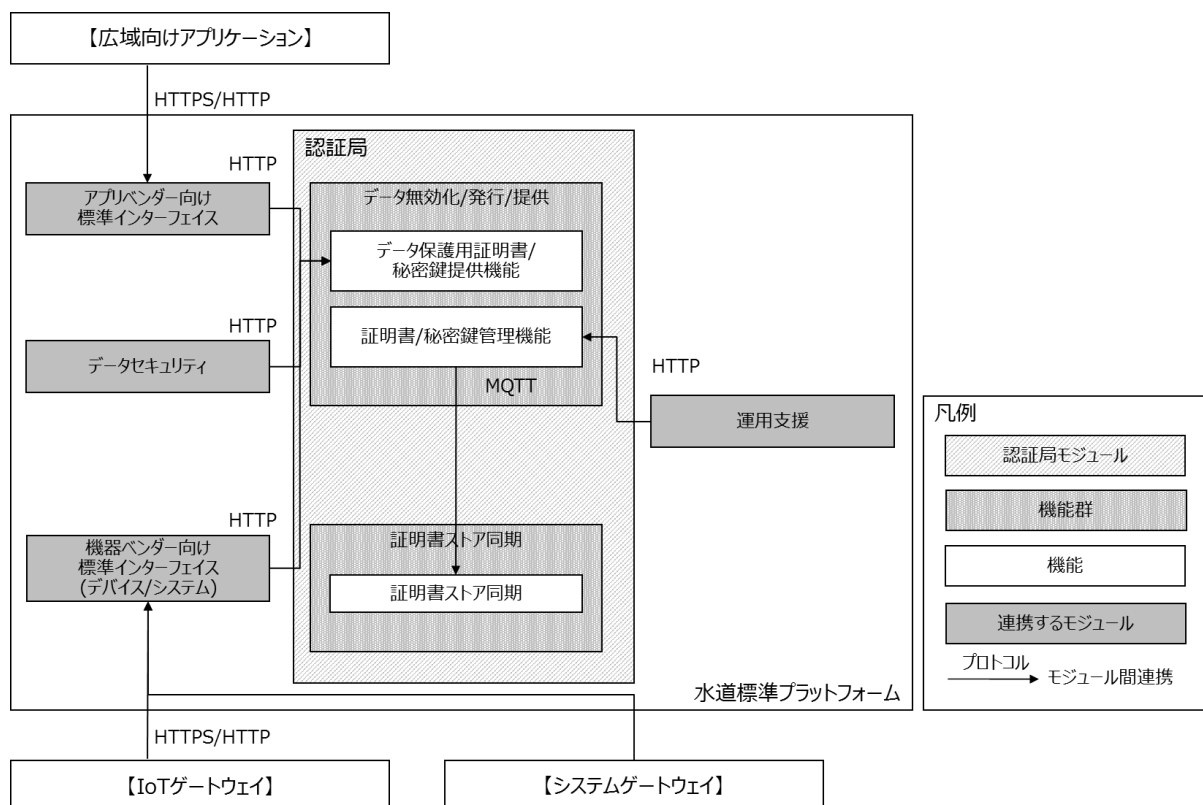 【広域向けアプリケーション】
HTTPS/HTTP
認証局
HTTP
アプリベンダー向け
標準インターフェイス
データ無効化/発行/提供
データ保護用証明書/
秘密鍵提供機能
HTTP
データセキュリティ
証明書/秘密鍵管理機能
MQTT
HTTP
運用支援
HTTP
機器ベンダー向け
標準インターフェイス
(デバイス/システム)
証明書ストア同期
証明書ストア同期
水道標準プラットフォーム
HTTPS/HTTP
【IoTゲートウェイ】
【システムゲートウェイ】
凡例
認証局モジュール
機能群
機能
連携するモジュール
プロトコル
モジュール間連携